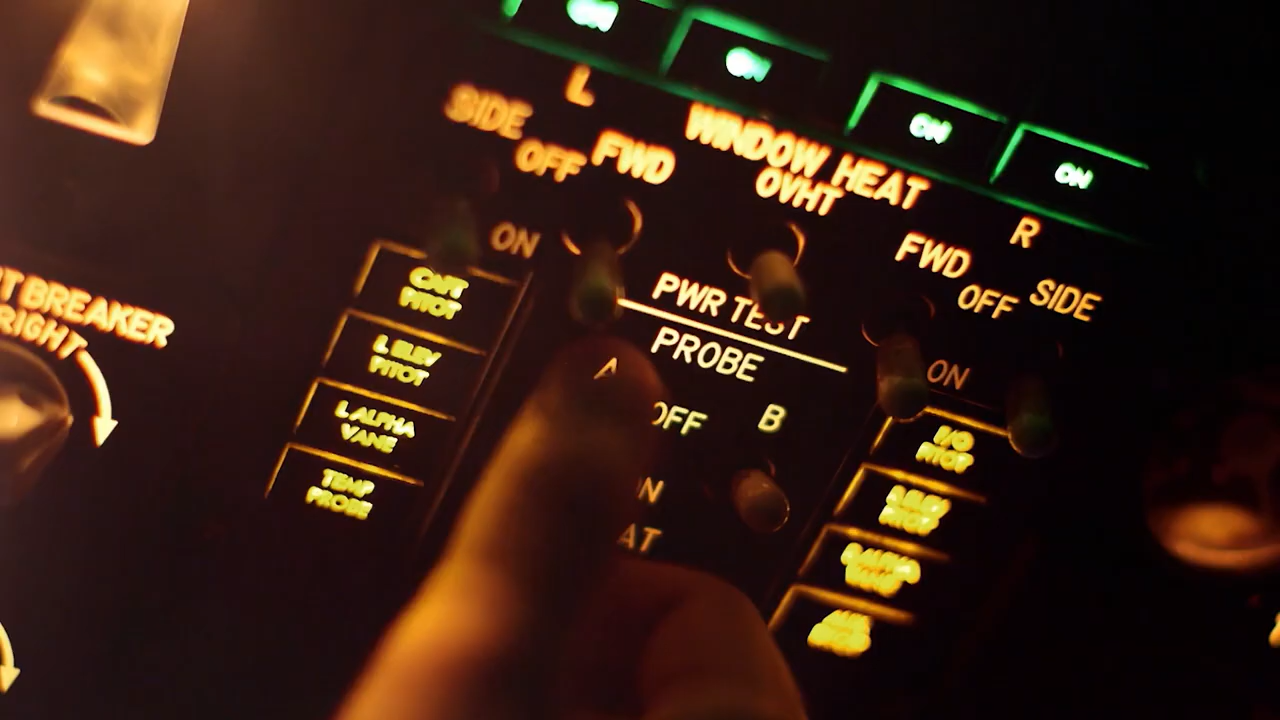 ON
ON
ON
ON
L
SIDE
OFF
FWD
WINDOW HEAT
OVHT
R
FWD
OFF
SIDE
ON
ON
CAPT
PITOT
L ELEV
PITOT
L ALPHA
VANE
TEMP
PROBE
PWR TEST
PROBE
A
OFF
B
BREAKER
RIGHT
F/O
PITOT